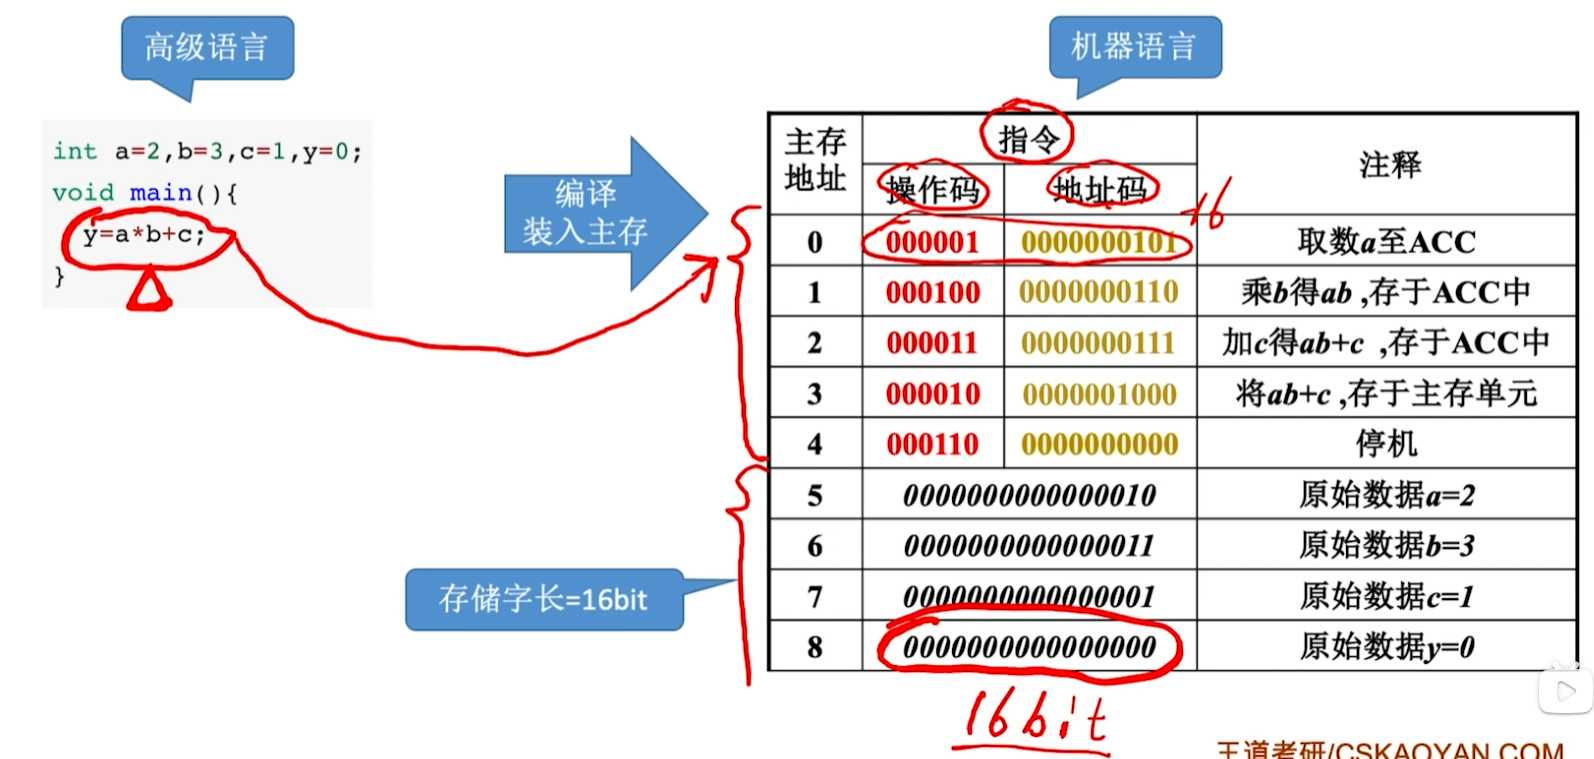 高级语言
机器语言
int a=2,b=3,c=1,y=0;
void main(){
y=a*b+c;
}
编译
装入主存
主存地址 指令 注释
操作码 地址码
16
0 000001 0000000101 取数a至ACC
1 000100 0000000110 乘b得ab ,存于ACC中
2 000011 0000000111 加c得ab+c ,存于ACC中
3 000010 0000001000 将ab+c ,存于主存单元
4 000110 0000000000 停机
5 0000000000000010 原始数据a=2
6 0000000000000011 原始数据b=3
7 0000000000000001 原始数据c=1
8 0000000000000000 原始数据y=0
存储字长=16bit
16bit
王道考研/CSKAOYAN.COM